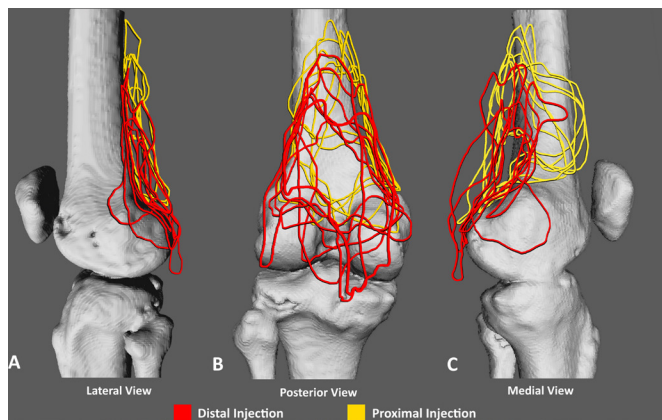 A
B
C
Lateral View
Posterior View
Medial View
Distal Injection
Proximal Injection